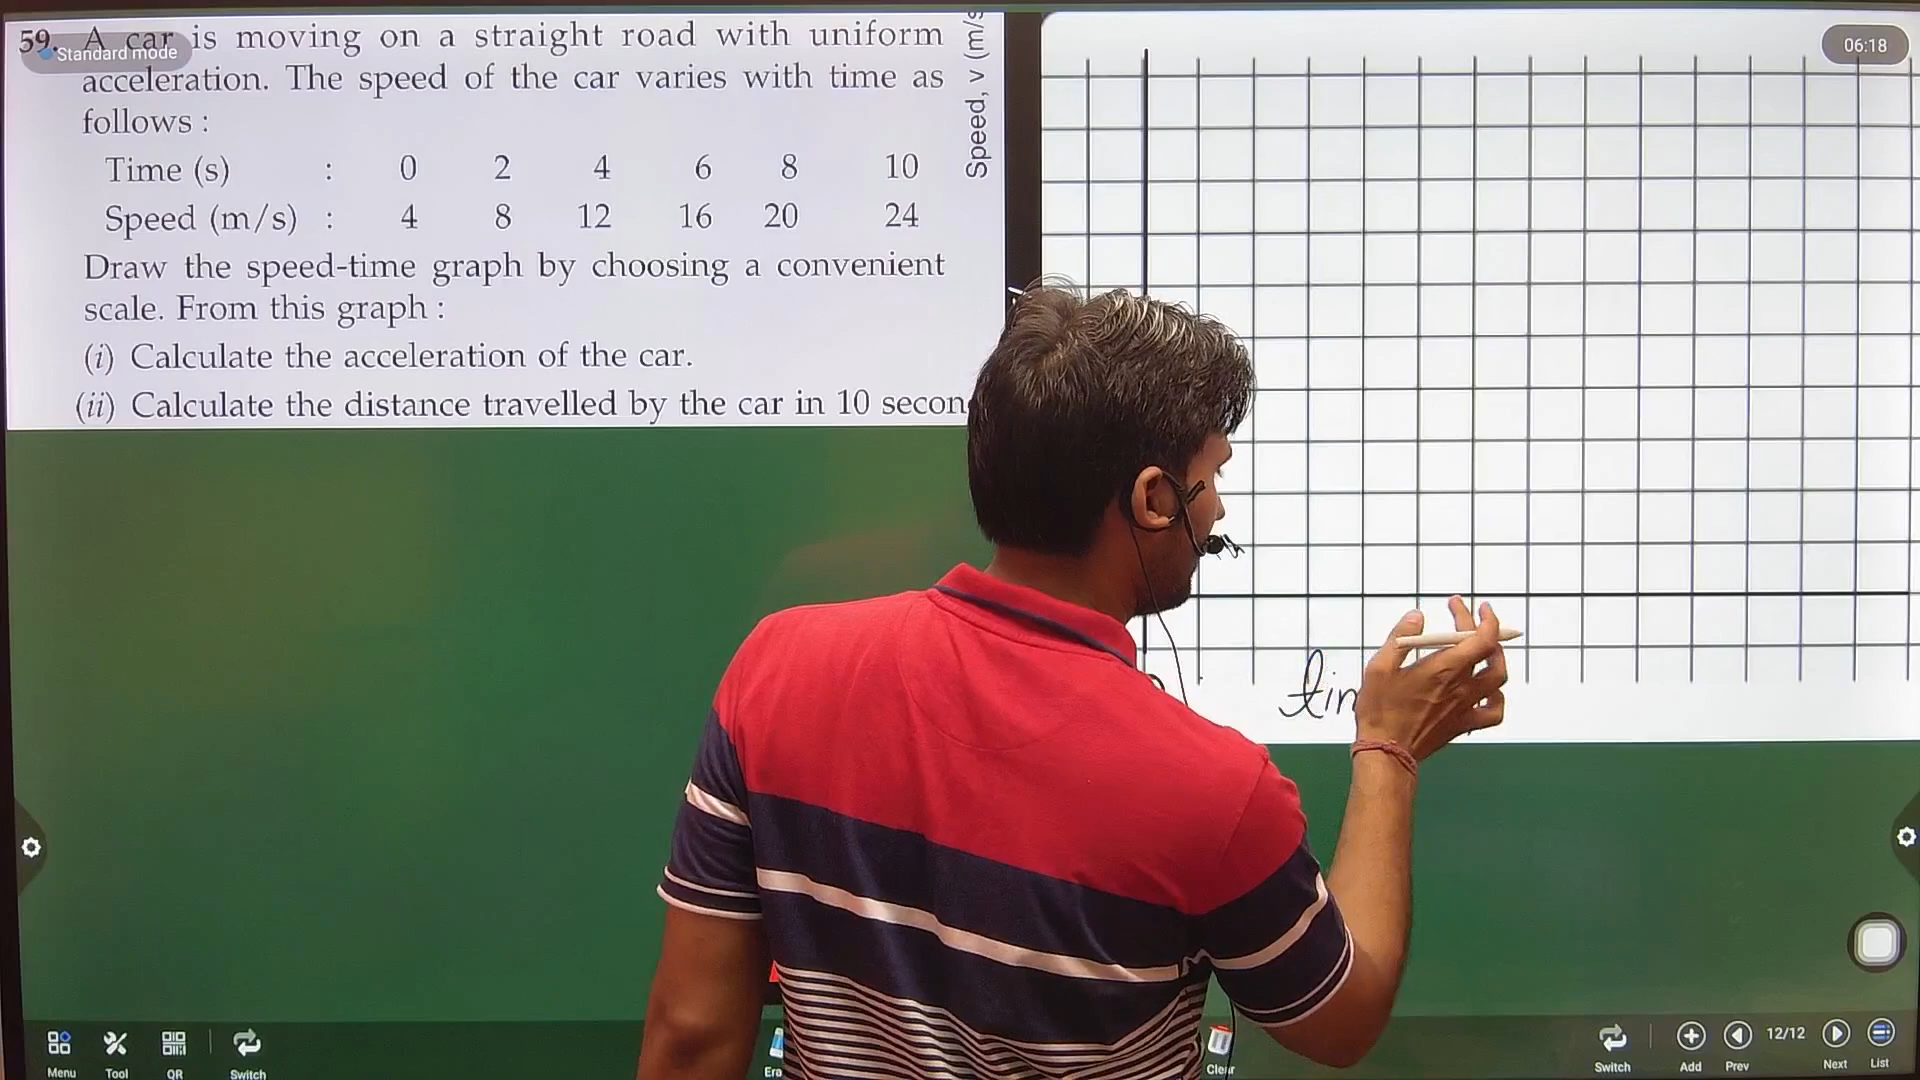 59. A car is moving on a straight road with uniform
Standard mode
acceleration. The speed of the car varies with time as
follows :
Time (s) : 0 2 4 6 8 10
Speed (m/s) : 4 8 12 16 20 24
Draw the speed-time graph by choosing a convenient
scale. From this graph :
(i) Calculate the acceleration of the car.
(ii) Calculate the distance travelled by the car in 10
Speed, v (m/s
06:18
Menu
Tool
QR
Switch
Clear
Switch
Add
Prev
12/12
Next
List